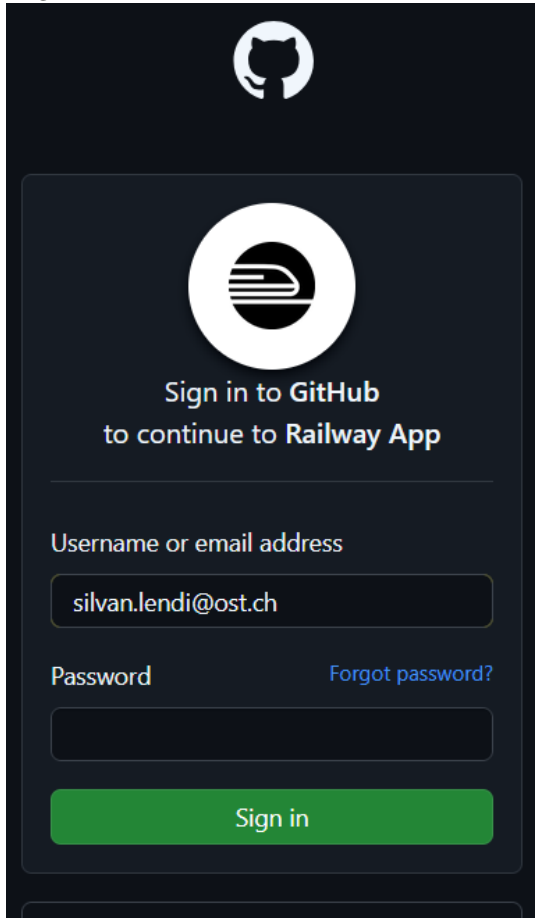 Sign in to GitHub
to continue to Railway App
Username or email address
silvan.lendi@ost.ch
Password Forgot password?
Sign in